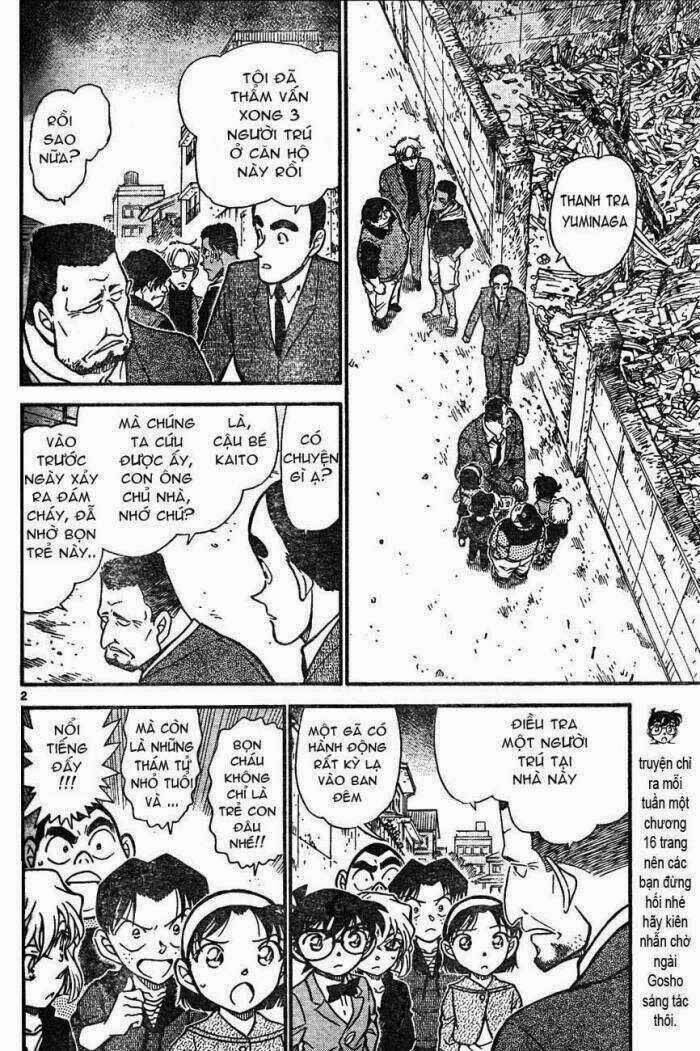 THANH TRA
YUMINAGA
TÔI ĐÃ
THẨM VẤN
XONG 3
NGƯỜI TRÚ
Ở CĂN HỘ
NÀY RỒI
RỒI
SAO
NỮA?
CÓ
CHUYỆN
GÌ Ạ?
LÀ,
CẬU BÉ
KAITO
MÀ CHÚNG
TA CỨU
ĐƯỢC ẤY,
CON ÔNG
CHỦ NHÀ,
NHỚ CHỨ?
VÀO
TRƯỚC
NGÀY XẢY
RA ĐÁM
CHÁY, ĐÃ
NHỜ BỌN
TRẺ NÀY..
2
ĐIỀU TRA
MỘT NGƯỜI
TRÚ TẠI
NHÀ NÀY
MỘT GÃ CÓ
HÀNH ĐỘNG
RẤT KỲ LẠ
VÀO BAN
ĐÊM
BỌN
CHÁU
KHÔNG CHỈ
LÀ TRẺ CON
ĐÂU
NHÉ!!
MÀ CÒN
LÀ NHỮNG
THÁM TỬ
NHỎ TUỔI
VÀ ...
NỔI
TIẾNG
ĐẤY
!!!
truyện chỉ
ra mỗi
tuần một
chương
16 trang
nên các
bạn đừng
hối nhé
hãy kiên
nhẫn chờ
ngài
Gosho
sáng tác
thôi.